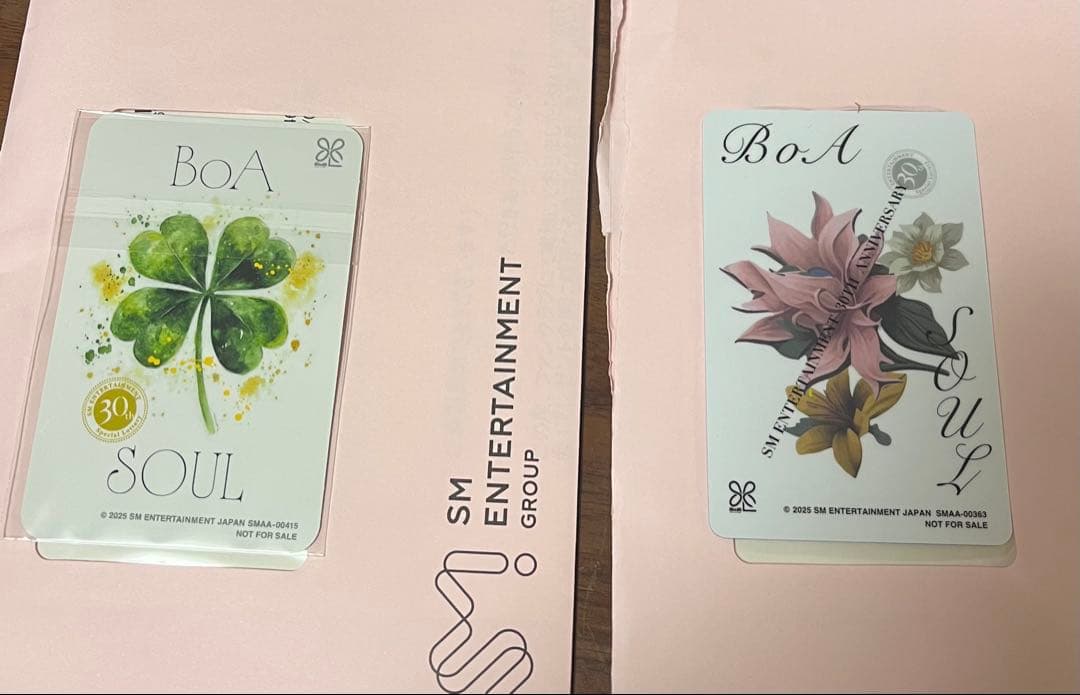 BoA
SM ENTERTAINMENT
30th
Special Lottery
SOUL
© 2025 SM ENTERTAINMENT JAPAN SMAA-00415
NOT FOR SALE
SM
ENTERTAINMENT
GROUP
BoA
30th
SM ENTERTAINMENT 30TH ANNIVERSARY
SOUL
© 2025 SM ENTERTAINMENT JAPAN SMAA-00363
NOT FOR SALE